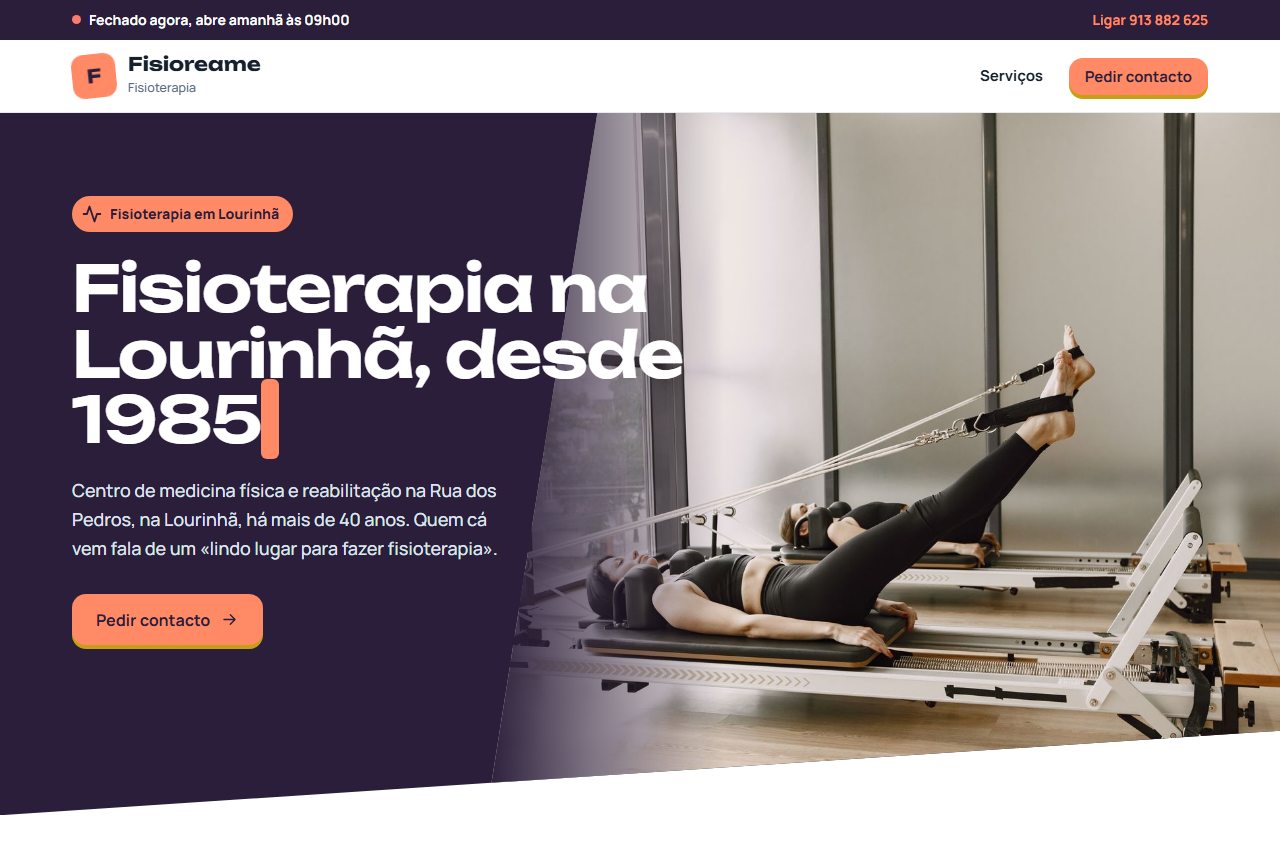 Fechado agora, abre amanhã às 09h00
Ligar 913 882 625
F
Fisioreame
Fisioterapia
Serviços
Pedir contacto
Fisioterapia em Lourinhã
Fisioterapia na
Lourinhã, desde
1985
Centro de medicina física e reabilitação na Rua dos
Pedros, na Lourinhã, há mais de 40 anos. Quem cá
vem fala de um «lindo lugar para fazer fisioterapia».
Pedir contacto